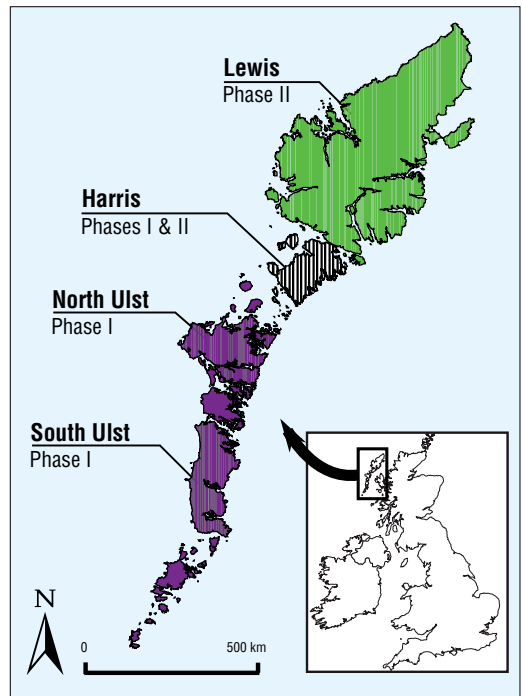 Lewis
Phase II
Harris
Phases I & II
North Ulst
Phase I
South Ulst
Phase I
N
0 500 km